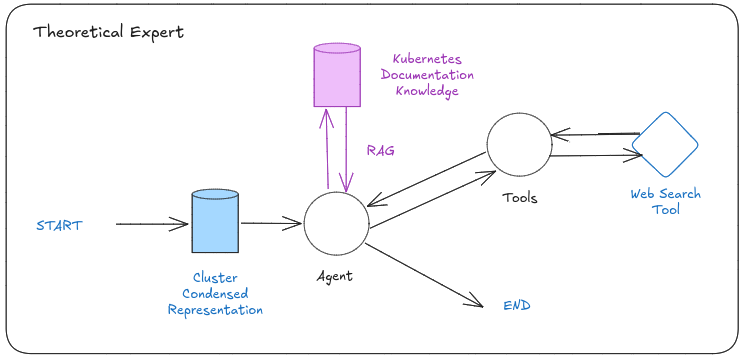 Theoretical Expert
Kubernetes
Documentation
Knowledge
RAG
Tools
Web Search
Tool
START
Cluster
Condensed
Representation
Agent
END